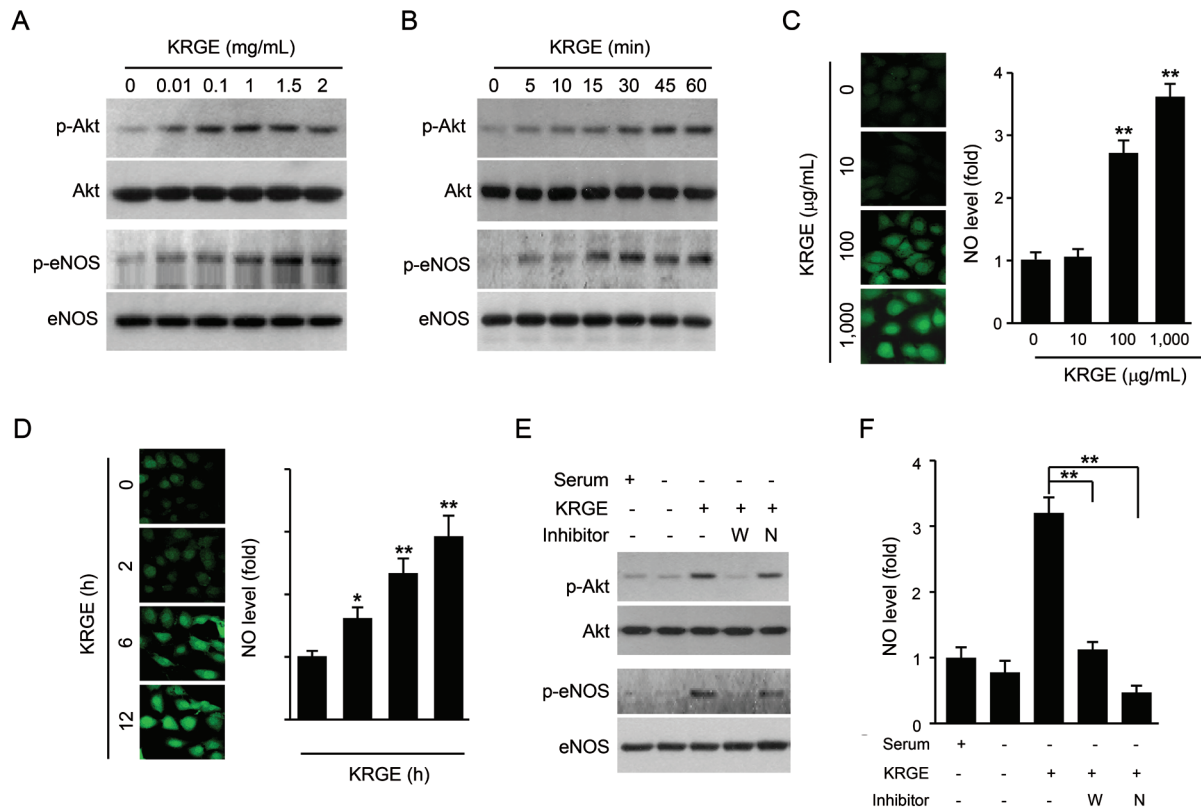 A
KRGE (mg/mL)
0 0.01 0.1 1 1.5 2
p-Akt
Akt
p-eNOS
eNOS
B
KRGE (min)
0 5 10 15 30 45 60
p-Akt
Akt
p-eNOS
eNOS
C
KRGE (µg/mL)
0
10
100
1,000
NO level (fold)
4
3
2
1
0
**
**
0 10 100 1,000
KRGE (µg/mL)
D
KRGE (h)
0
2
6
12
NO level (fold)
*
**
**
KRGE (h)
E
Serum + - - - -
KRGE - - + + +
Inhibitor - - - W N
p-Akt
Akt
p-eNOS
eNOS
F
NO level (fold)
4
3
2
1
0
**
**
Serum + - - - -
KRGE - - + + +
Inhibitor - - - W N